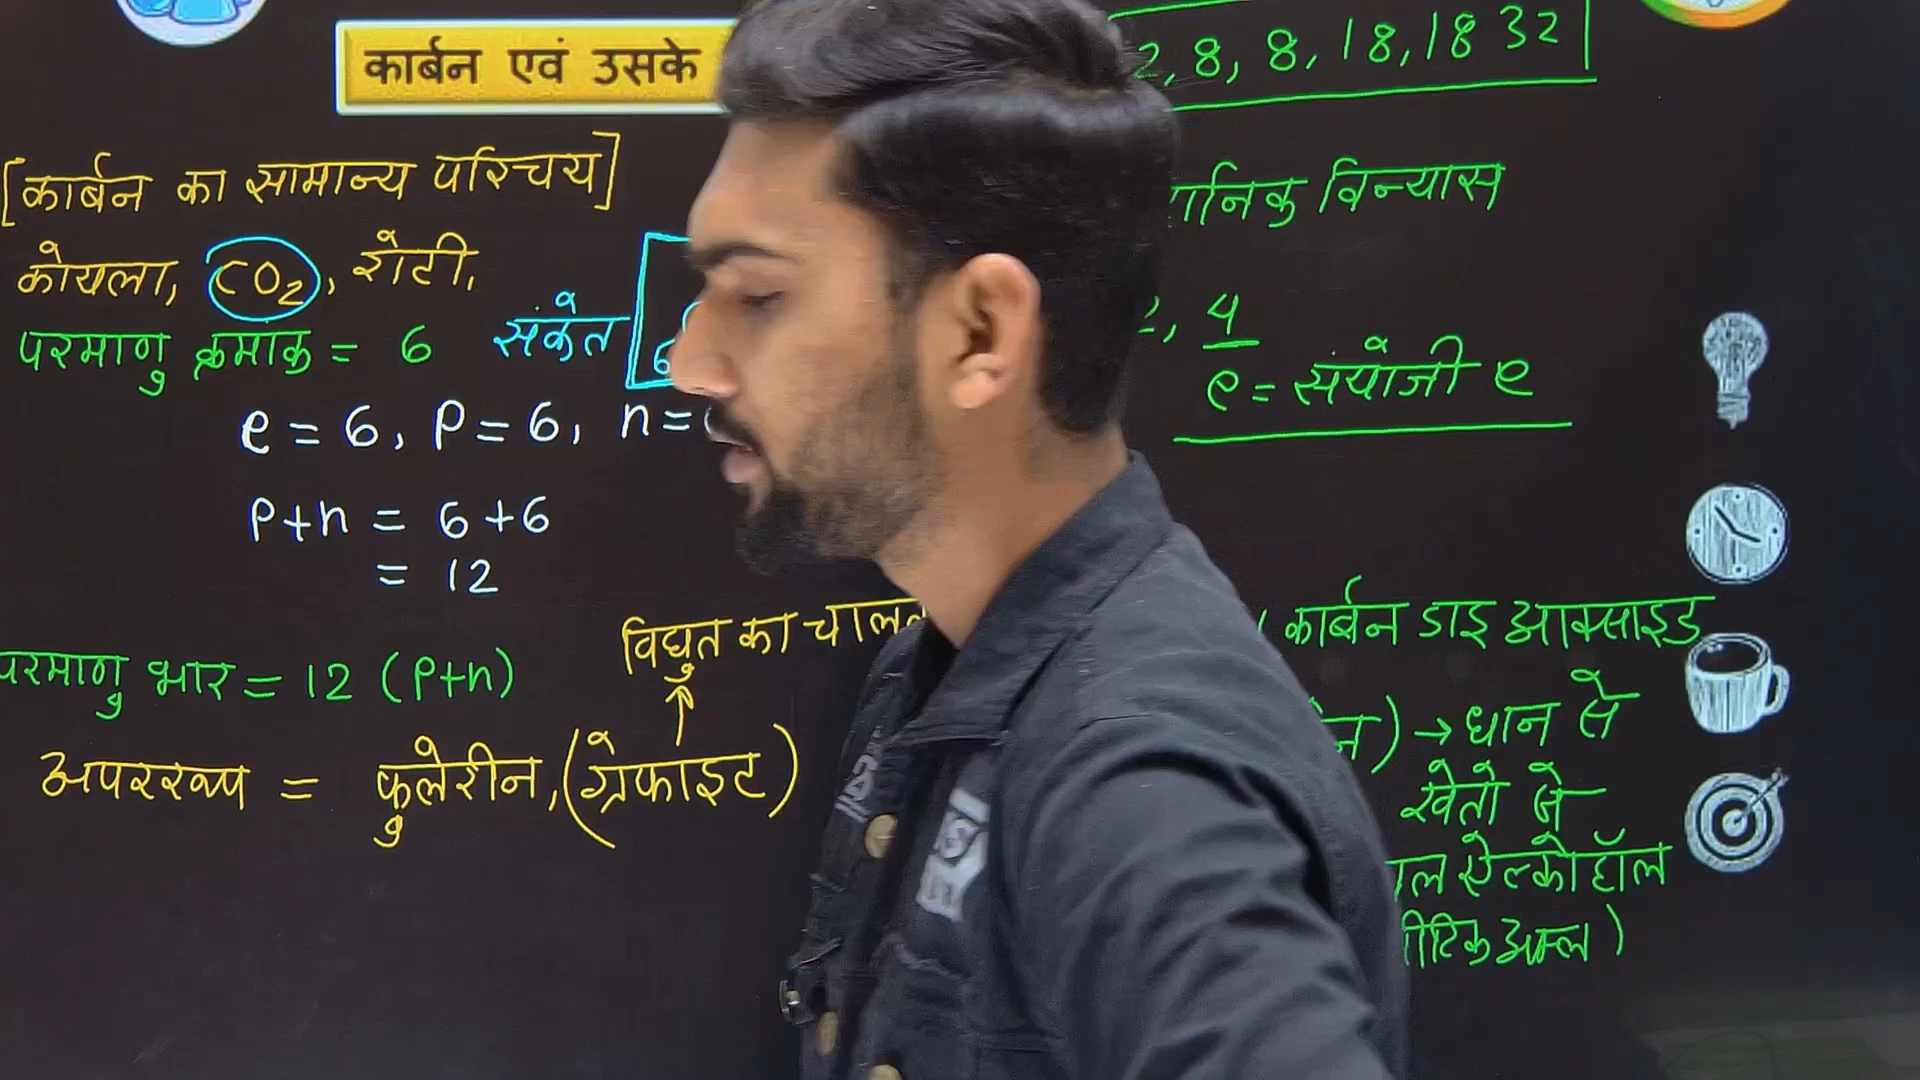 कार्बन एवं उसके
2, 8, 8, 18, 18 32
[कार्बन का सामान्य परिचय]
विन्यास
कोयला, CO₂, रोटी,
परमाणु क्रमांक = 6
संकेत
6
4
e = संयोजी e
e = 6, P = 6, n =
P+n = 6+6
= 12
विद्युत का
कार्बन डाइ आक्साइड
परमाणु भार = 12 (P+n)
→ धान से
खेतो से
अपररूप = फुलेरीन, (ग्रेफाइट)
ऐल्कोहॉल
अम्ल)